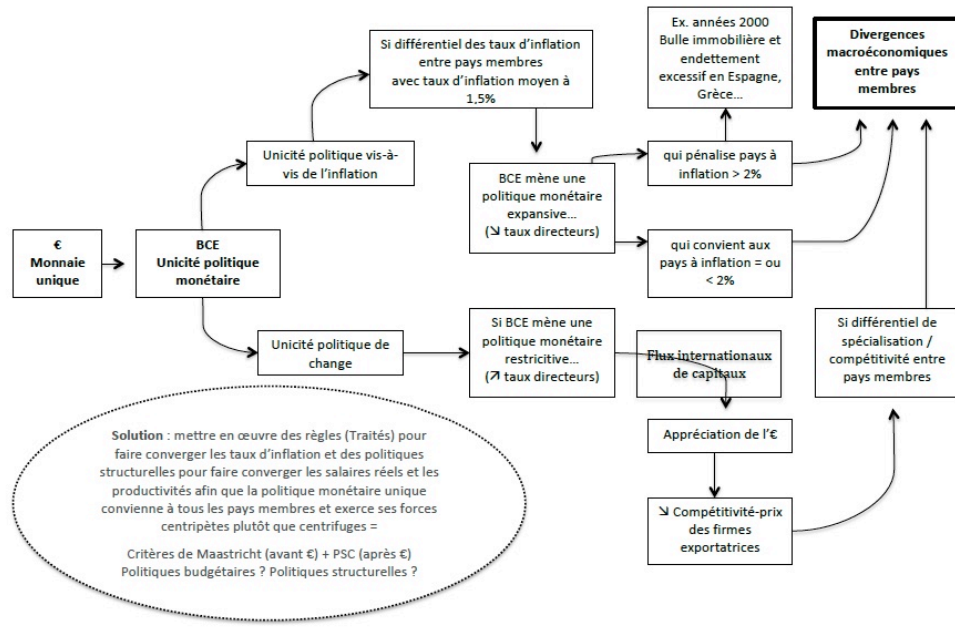 Si différentiel des taux d'inflation
entre pays membres
avec taux d'inflation moyen à
1,5%
Ex. années 2000
Bulle immobilière et
endettement
excessif en Espagne,
Grèce…
Divergences
macroéconomiques
entre pays
membres
Unicité politique vis-à-
vis de l'inflation
BCE mène une
politique monétaire
expansive…
(↘ taux directeurs)
qui pénalise pays à
inflation > 2%
qui convient aux
pays à inflation = ou
< 2%
€
Monnaie
unique
BCE
Unicité politique
monétaire
Unicité politique de
change
Si BCE mène une
politique monétaire
restricitive…
(↗ taux directeurs)
Flux internationaux
de capitaux
Si différentiel de
spécialisation /
compétitivité entre
pays membres
Appréciation de l'€
↘ Compétitivité-prix
des firmes
exportatrices
Solution : mettre en œuvre des règles (Traités) pour
faire converger les taux d'inflation et des politiques
structurelles pour faire converger les salaires réels et les
productivités afin que la politique monétaire unique
convienne à tous les pays membres et exerce ses forces
centripètes plutôt que centrifuges =
Critères de Maastricht (avant €) + PSC (après €)
Politiques budgétaires ? Politiques structurelles ?